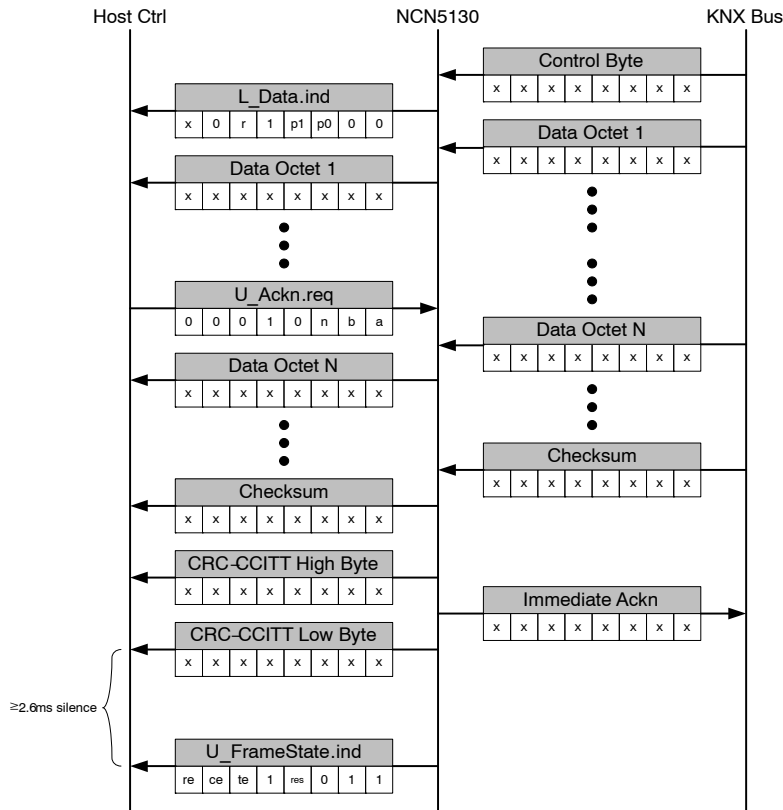 Host Ctrl NCN5130 KNX Bus
Control Byte
x x x x x x x x
L_Data.ind
x 0 r 1 p1 p0 0 0
Data Octet 1
x x x x x x x x
Data Octet 1
x x x x x x x x
U_Ackn.req
0 0 0 1 0 n b a
Data Octet N
x x x x x x x x
Data Octet N
x x x x x x x x
Checksum
x x x x x x x x
Checksum
x x x x x x x x
CRC-CCITT High Byte
x x x x x x x x
Immediate Ackn
x x x x x x x x
CRC-CCITT Low Byte
x x x x x x x x
≥2.6ms silence
U_FrameState.ind
re ce te 1 res 0 1 1